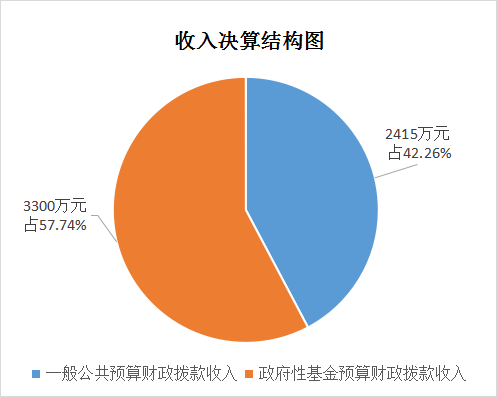 收入决算结构图
2415万元
占42.26%
3300万元
占57.74%
一般公共预算财政拨款收入 政府性基金预算财政拨款收入